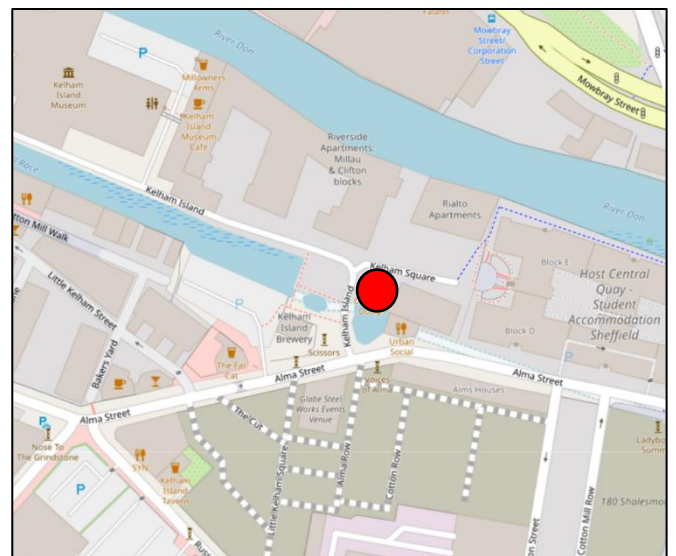 River Don
P
Mowbray
Street/
Corporation
Street
Mowbray Street
Kelham
Island
Museum
Millowners
Arms
Kelham
Island
Museum
Cafe
Riverside
Apartments:
Millau
& Clifton
blocks
Race
Kelham Island
Rialto
Apartments
River Don
Mill Walk
Kelham Square
Block E
Host Central
Quay -
Student
Accommodation
Sheffield
Little Kelham Street
P
Kelham Island
Kelham
Island
Brewery
Scissors
Urban
Social
Block D
P
Bakers Yard
The Fat
Cat
Alma Street
Voices
of Alma
Alms Houses
Alma Street
Globe Steel
Works Events
Venue
Alma Street
The Cut
P
Nose To
The Grindstone
SYN
Little Kelham Square
Alma Row
Cotton Row
P
Kelham
Island
Tavern
180 Shalesmo
on Street
Cotton Mill Row